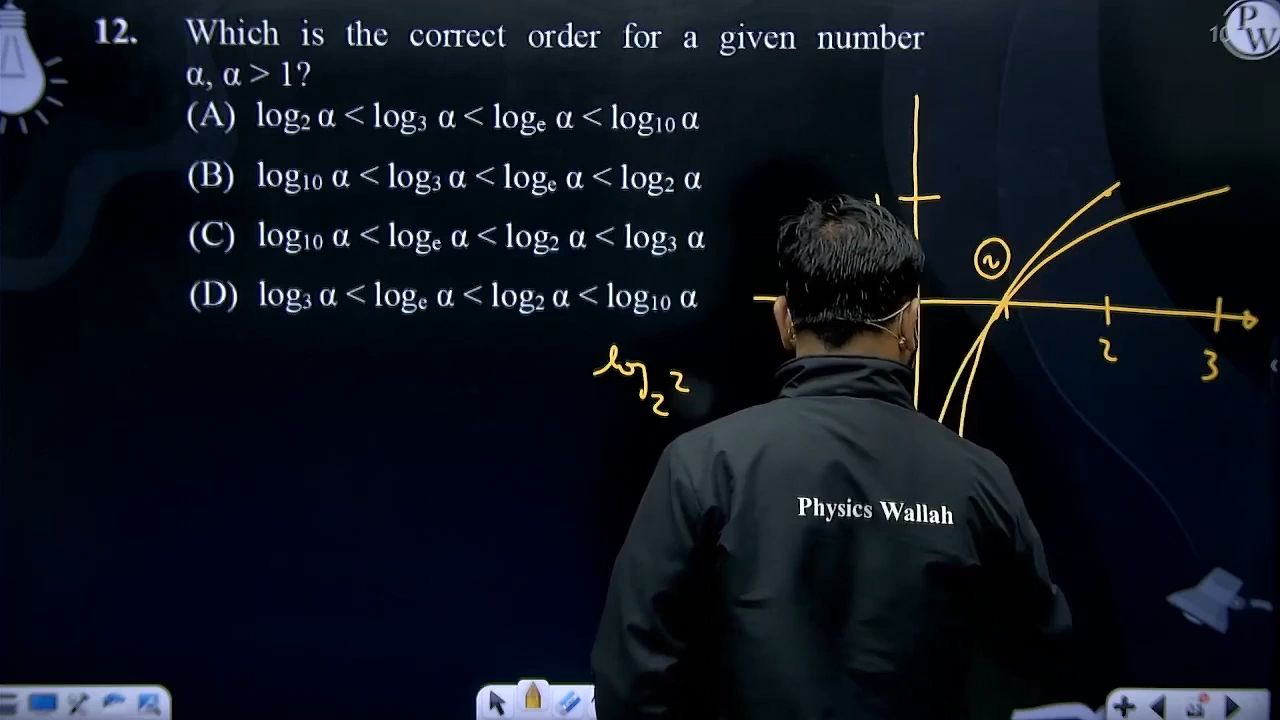 12. Which is the correct order for a given number
α, α > 1?
(A) log₂ α < log₃ α < logₑ α < log₁₀ α
(B) log₁₀ α < log₃ α < logₑ α < log₂ α
(C) log₁₀ α < logₑ α < log₂ α < log₃ α
(D) log₃ α < logₑ α < log₂ α < log₁₀ α
PW
2
2
3
log₂ 2
Physics Wallah